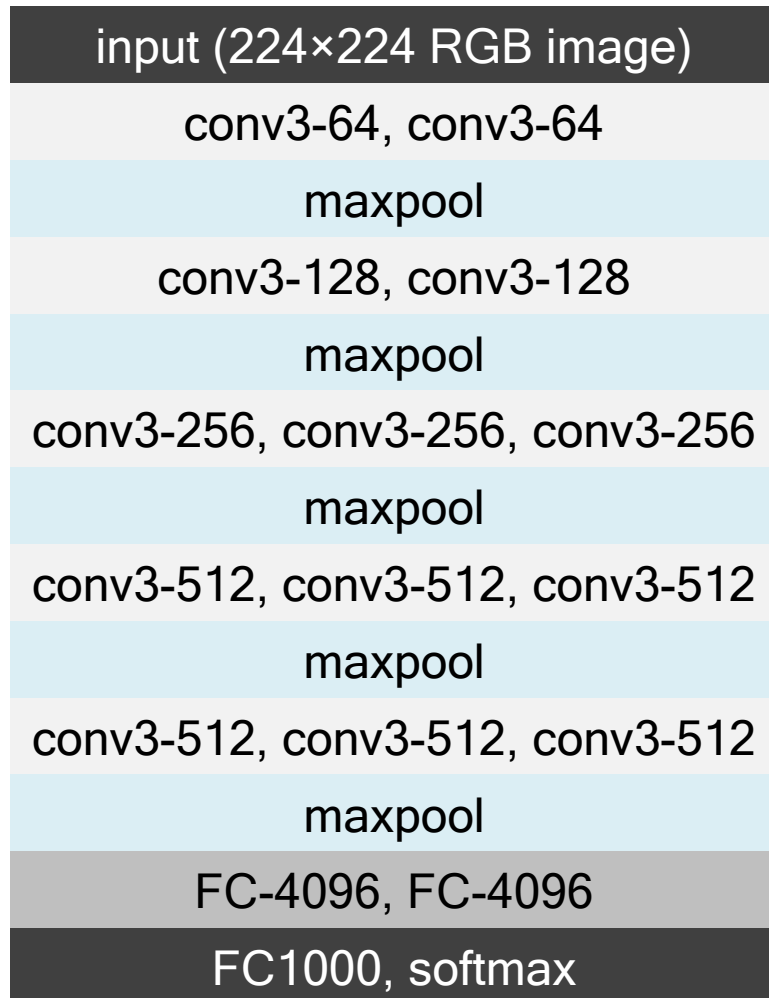 input (224×224 RGB image)
conv3-64, conv3-64
maxpool
conv3-128, conv3-128
maxpool
conv3-256, conv3-256, conv3-256
maxpool
conv3-512, conv3-512, conv3-512
maxpool
conv3-512, conv3-512, conv3-512
maxpool
FC-4096, FC-4096
FC1000, softmax